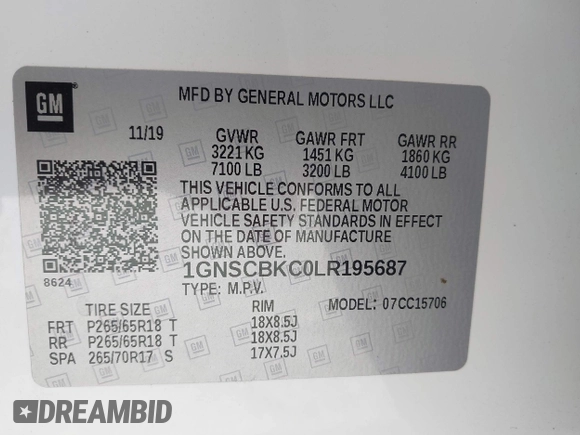 GM
MFD BY GENERAL MOTORS LLC
11/19 GVWR GAWR FRT GAWR RR
3221 KG 1451 KG 1860 KG
7100 LB 3200 LB 4100 LB
THIS VEHICLE CONFORMS TO ALL
APPLICABLE U.S. FEDERAL MOTOR
VEHICLE SAFETY STANDARDS IN EFFECT
ON THE DATE OF MANUFACTURE
SHOWN ABOVE.
8624
1GNSCBKC0LR195687
TYPE: M.P.V. MODEL: 07CC15706
TIRE SIZE RIM
FRT P265/65R18 T 18X8.5J
RR P265/65R18 T 18X8.5J
SPA 265/70R17 S 17X7.5J
DREAMBID